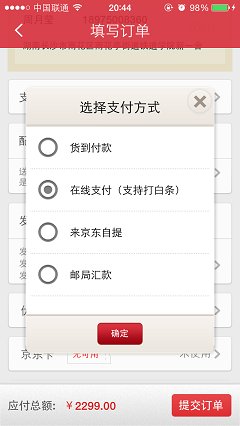 中国联通 20:44 98%
填写订单
选择支付方式
货到付款
在线支付（支持打白条）
来京东自提
邮局汇款
确定
京东卡 无可用 未使用
应付总额: ￥2299.00 提交订单